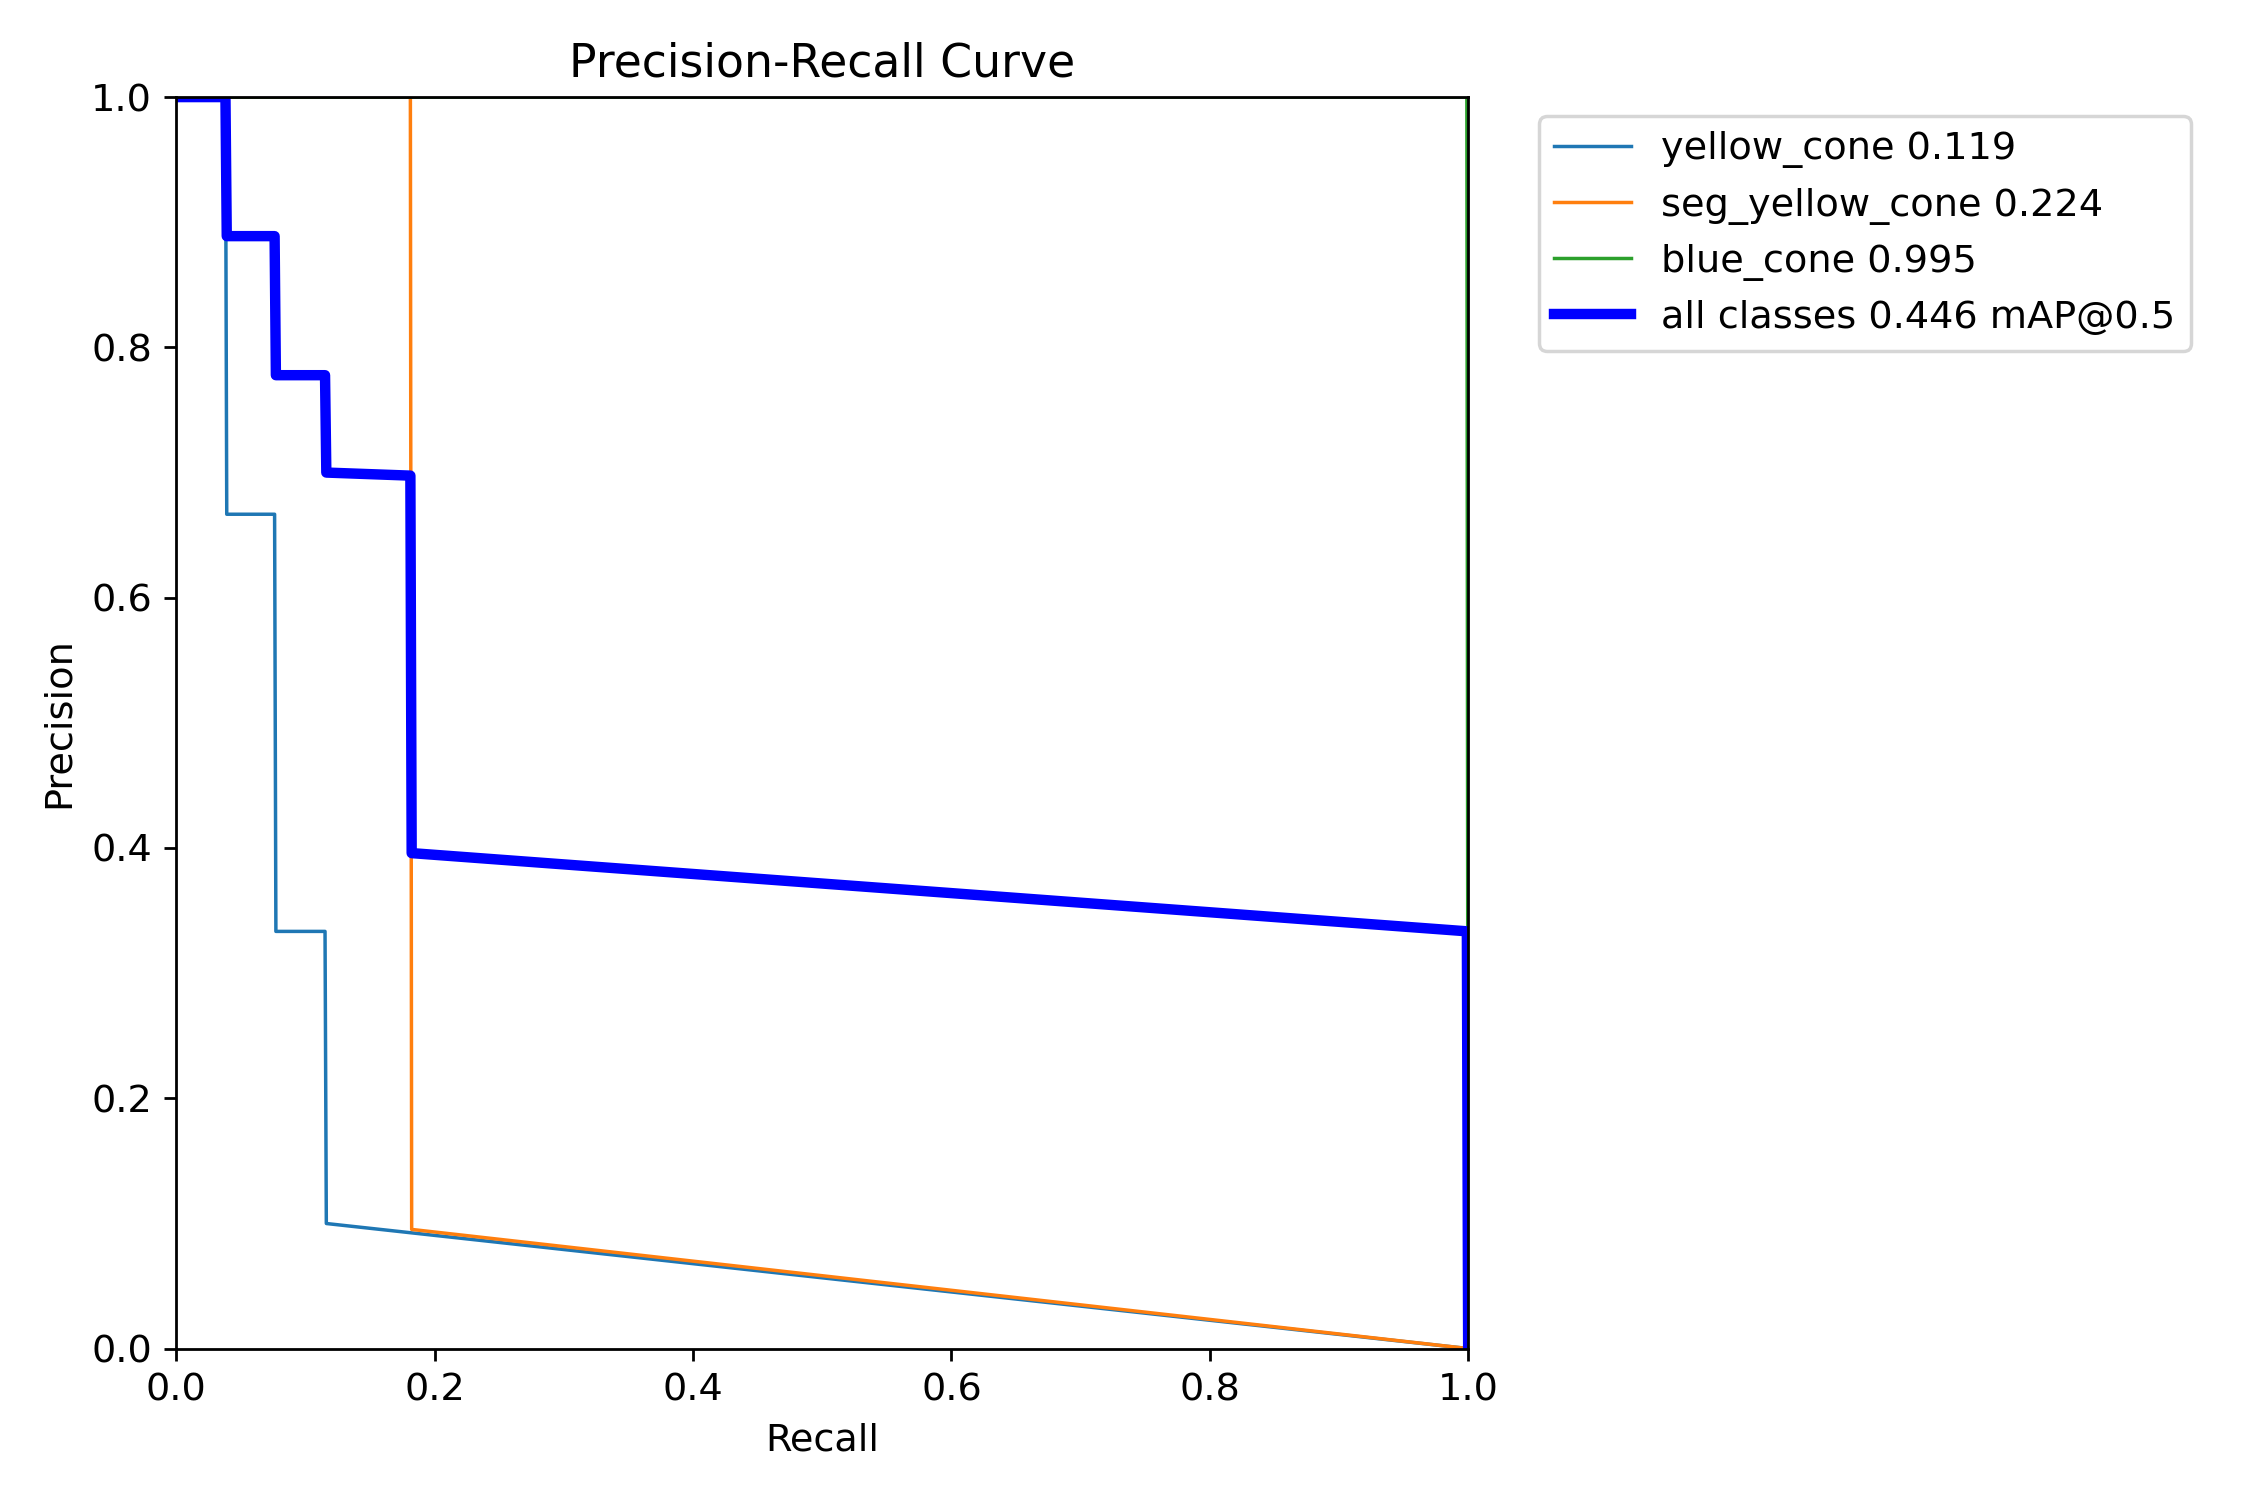 Precision-Recall Curve
1.0
0.8
0.6
0.4
0.2
0.0
Precision
0.0 0.2 0.4 0.6 0.8 1.0
Recall
yellow_cone 0.119
seg_yellow_cone 0.224
blue_cone 0.995
all classes 0.446 mAP@0.5